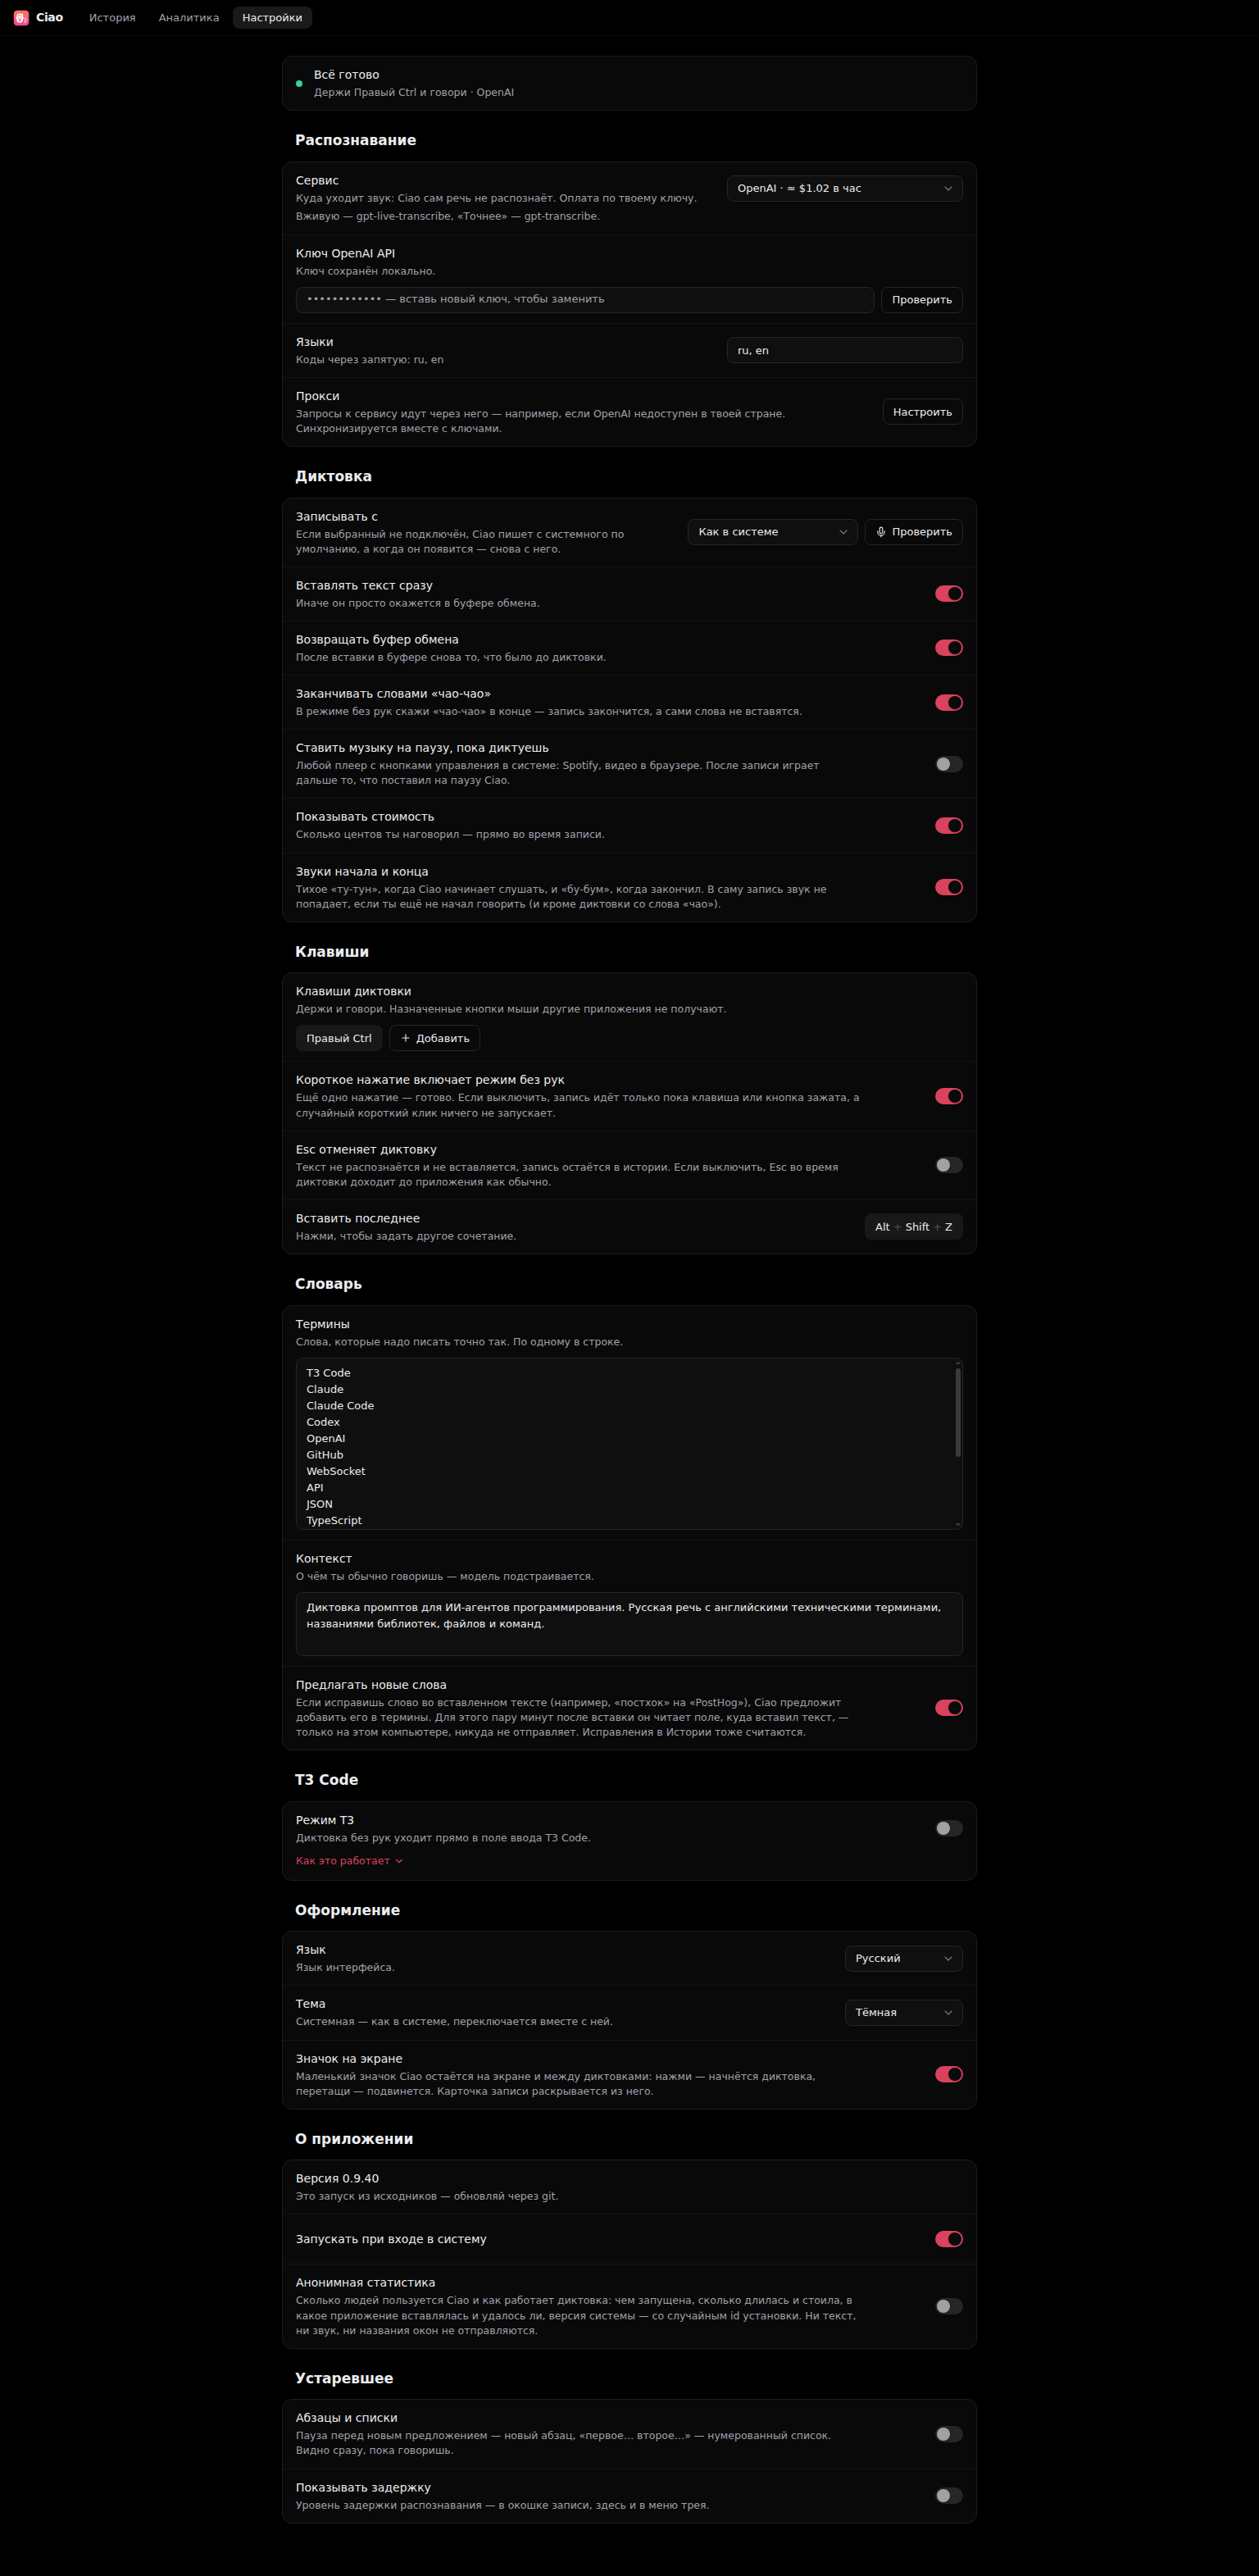 Ciao
История
Аналитика
Настройки
Всё готово
Держи Правый Ctrl и говори · OpenAI
Распознавание
Сервис
Куда уходит звук: Ciao сам речь не распознаёт. Оплата по твоему ключу.
Вживую — gpt-live-transcribe, «Точнее» — gpt-transcribe.
OpenAI · ≈ $1.02 в час
Ключ OpenAI API
Ключ сохранён локально.
•••••••••••• — вставь новый ключ, чтобы заменить
Проверить
Языки
Коды через запятую: ru, en
ru, en
Прокси
Запросы к сервису идут через него — например, если OpenAI недоступен в твоей стране.
Синхронизируется вместе с ключами.
Настроить
Диктовка
Записывать с
Если выбранный не подключён, Ciao пишет с системного по
умолчанию, а когда он появится — снова с него.
Как в системе
Проверить
Вставлять текст сразу
Иначе он просто окажется в буфере обмена.
Возвращать буфер обмена
После вставки в буфере снова то, что было до диктовки.
Заканчивать словами «чао-чао»
В режиме без рук скажи «чао-чао» в конце — запись закончится, а сами слова не вставятся.
Ставить музыку на паузу, пока диктуешь
Любой плеер с кнопками управления в системе: Spotify, видео в браузере. После записи играет
дальше то, что поставил на паузу Ciao.
Показывать стоимость
Сколько центов ты наговорил — прямо во время записи.
Звуки начала и конца
Тихое «ту-тун», когда Ciao начинает слушать, и «бу-бум», когда закончил. В саму запись звук не
попадает, если ты ещё не начал говорить (и кроме диктовки со слова «чао»).
Клавиши
Клавиши диктовки
Держи и говори. Назначенные кнопки мыши другие приложения не получают.
Правый Ctrl
Добавить
Короткое нажатие включает режим без рук
Ещё одно нажатие — готово. Если выключить, запись идёт только пока клавиша или кнопка зажата, а
случайный короткий клик ничего не запускает.
Esc отменяет диктовку
Текст не распознаётся и не вставляется, запись остаётся в истории. Если выключить, Esc во время
диктовки доходит до приложения как обычно.
Вставить последнее
Нажми, чтобы задать другое сочетание.
Alt + Shift + Z
Словарь
Термины
Слова, которые надо писать точно так. По одному в строке.
T3 Code
Claude
Claude Code
Codex
OpenAI
GitHub
WebSocket
API
JSON
TypeScript
Контекст
О чём ты обычно говоришь — модель подстраивается.
Диктовка промптов для ИИ-агентов программирования. Русская речь с английскими техническими терминами,
названиями библиотек, файлов и команд.
Предлагать новые слова
Если исправишь слово во вставленном тексте (например, «постхок» на «PostHog»), Ciao предложит
добавить его в термины. Для этого пару минут после вставки он читает поле, куда вставил текст, —
только на этом компьютере, никуда не отправляет. Исправления в Истории тоже считаются.
T3 Code
Режим T3
Диктовка без рук уходит прямо в поле ввода T3 Code.
Как это работает
Оформление
Язык
Язык интерфейса.
Русский
Тема
Системная — как в системе, переключается вместе с ней.
Тёмная
Значок на экране
Маленький значок Ciao остаётся на экране и между диктовками: нажми — начнётся диктовка,
перетащи — подвинется. Карточка записи раскрывается из него.
О приложении
Версия 0.9.40
Это запуск из исходников — обновляй через git.
Запускать при входе в систему
Анонимная статистика
Сколько людей пользуется Ciao и как работает диктовка: чем запущена, сколько длилась и стоила, в
какое приложение вставлялась и удалось ли, версия системы — со случайным id установки. Ни текст,
ни звук, ни названия окон не отправляются.
Устаревшее
Абзацы и списки
Пауза перед новым предложением — новый абзац, «первое… второе…» — нумерованный список.
Видно сразу, пока говоришь.
Показывать задержку
Уровень задержки распознавания — в окошке записи, здесь и в меню трея.